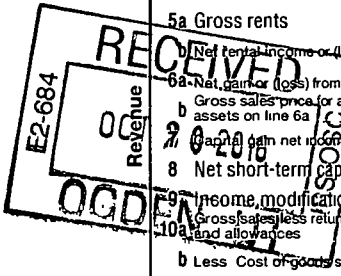 5a Gross rents
RECEIVED
b Net rental income or (l
6a Net gain or (loss) from
b Gross sales price for a
assets on line 6a
E2-684
Revenue
OCT
2016
Capital gain net incom
8 Net short-term cap
OGDEN
9 Income modificatio
10a Gross sales less retur
and allowances
b Less Cost of goods s